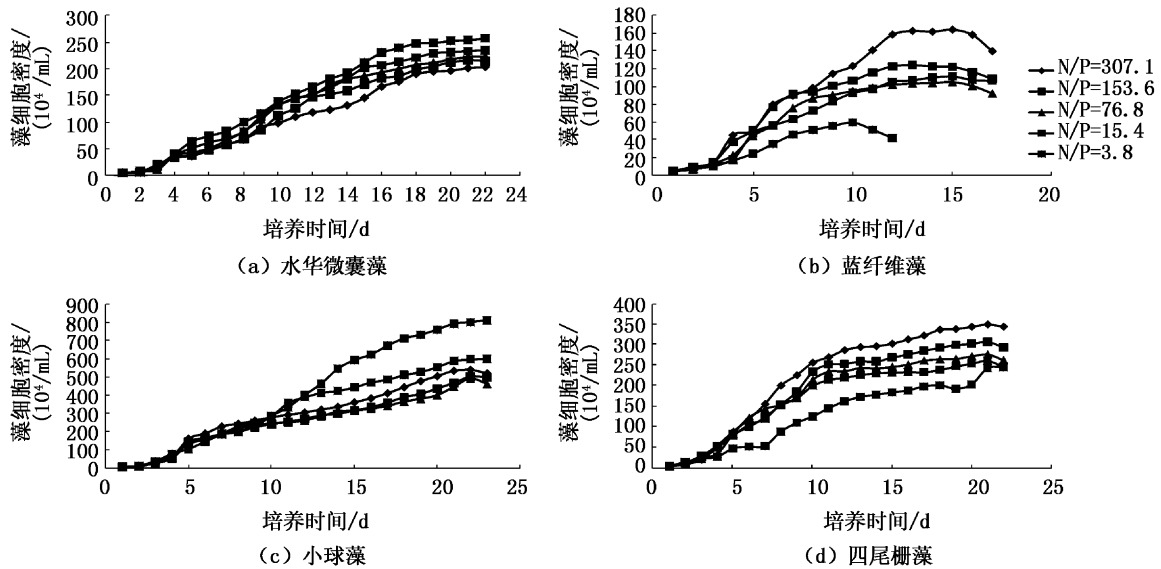 藻细胞密度/
(10⁴/mL)
300
250
200
150
100
50
0
0 2 4 6 8 10 12 14 16 18 20 22 24
培养时间/d
（a）水华微囊藻
藻细胞密度/
(10⁴/mL)
180
160
140
120
100
80
60
40
20
0
0 5 10 15 20
培养时间/d
（b）蓝纤维藻
N/P=307.1
N/P=153.6
N/P=76.8
N/P=15.4
N/P=3.8
藻细胞密度/
(10⁴/mL)
900
800
700
600
500
400
300
200
100
0
0 5 10 15 20 25
培养时间/d
（c）小球藻
藻细胞密度/
(10⁴/mL)
400
350
300
250
200
150
100
50
0
0 5 10 15 20 25
培养时间/d
（d）四尾栅藻